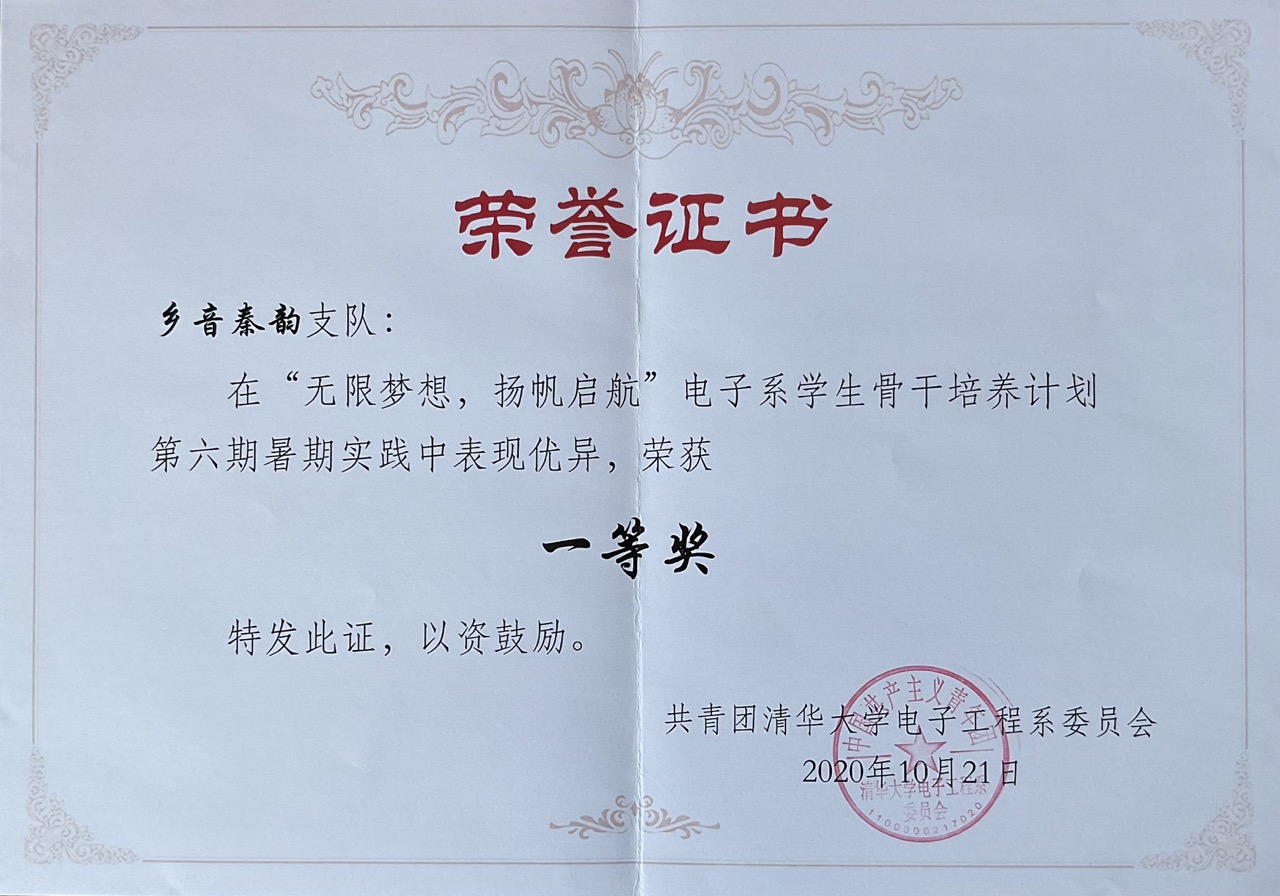 荣誉证书
乡音秦韵支队：
在“无限梦想，扬帆启航”电子系学生骨干培养计划
第六期暑期实践中表现优异，荣获
一等奖
特发此证，以资鼓励。
共青团清华大学电子工程系委员会
2020年10月21日
中国共产主义青年团
清华大学电子工程系
委员会
1100000217020